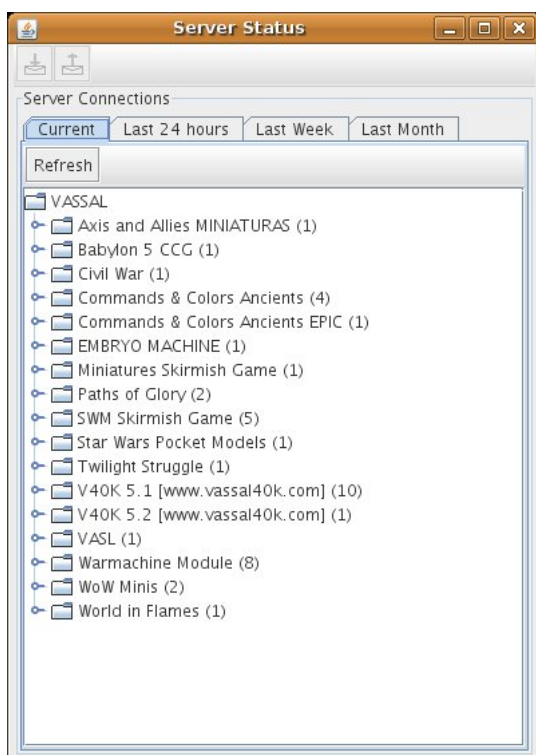 Server Status
Server Connections
Current Last 24 hours Last Week Last Month
Refresh
VASSAL
Axis and Allies MINIATURAS (1)
Babylon 5 CCG (1)
Civil War (1)
Commands & Colors Ancients (4)
Commands & Colors Ancients EPIC (1)
EMBRYO MACHINE (1)
Miniatures Skirmish Game (1)
Paths of Glory (2)
SWM Skirmish Game (5)
Star Wars Pocket Models (1)
Twilight Struggle (1)
V40K 5.1 [www.vassal40k.com] (10)
V40K 5.2 [www.vassal40k.com] (1)
VASL (1)
Warmachine Module (8)
WoW Minis (2)
World in Flames (1)